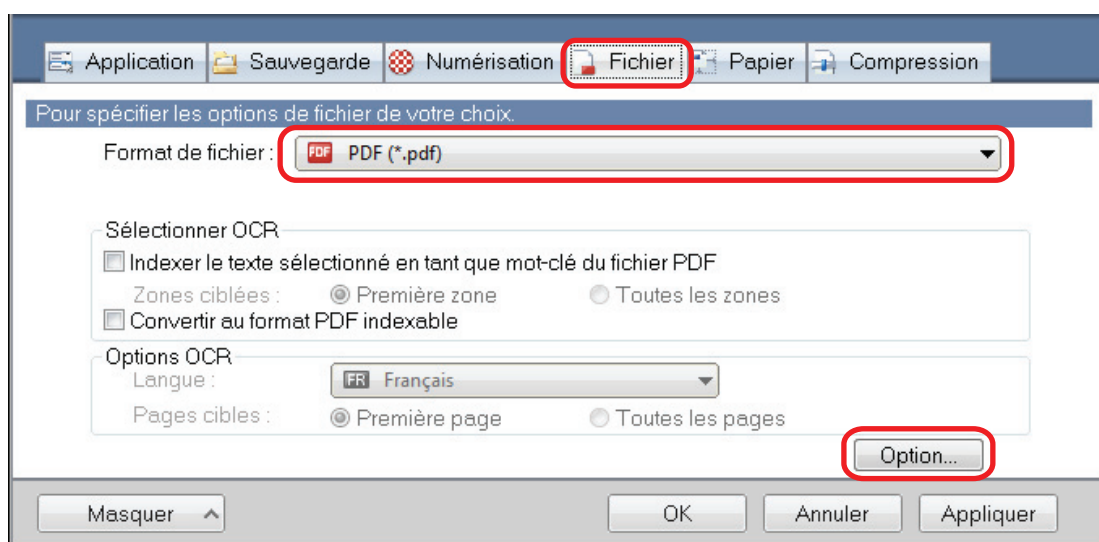 Application Sauvegarde Numérisation Fichier Papier Compression
Pour spécifier les options de fichier de votre choix.
Format de fichier : PDF PDF (*.pdf)
Sélectionner OCR
Indexer le texte sélectionné en tant que mot-clé du fichier PDF
Zones ciblées : Première zone Toutes les zones
Convertir au format PDF indexable
Options OCR
Langue : FR Français
Pages cibles : Première page Toutes les pages
Option...
Masquer OK Annuler Appliquer